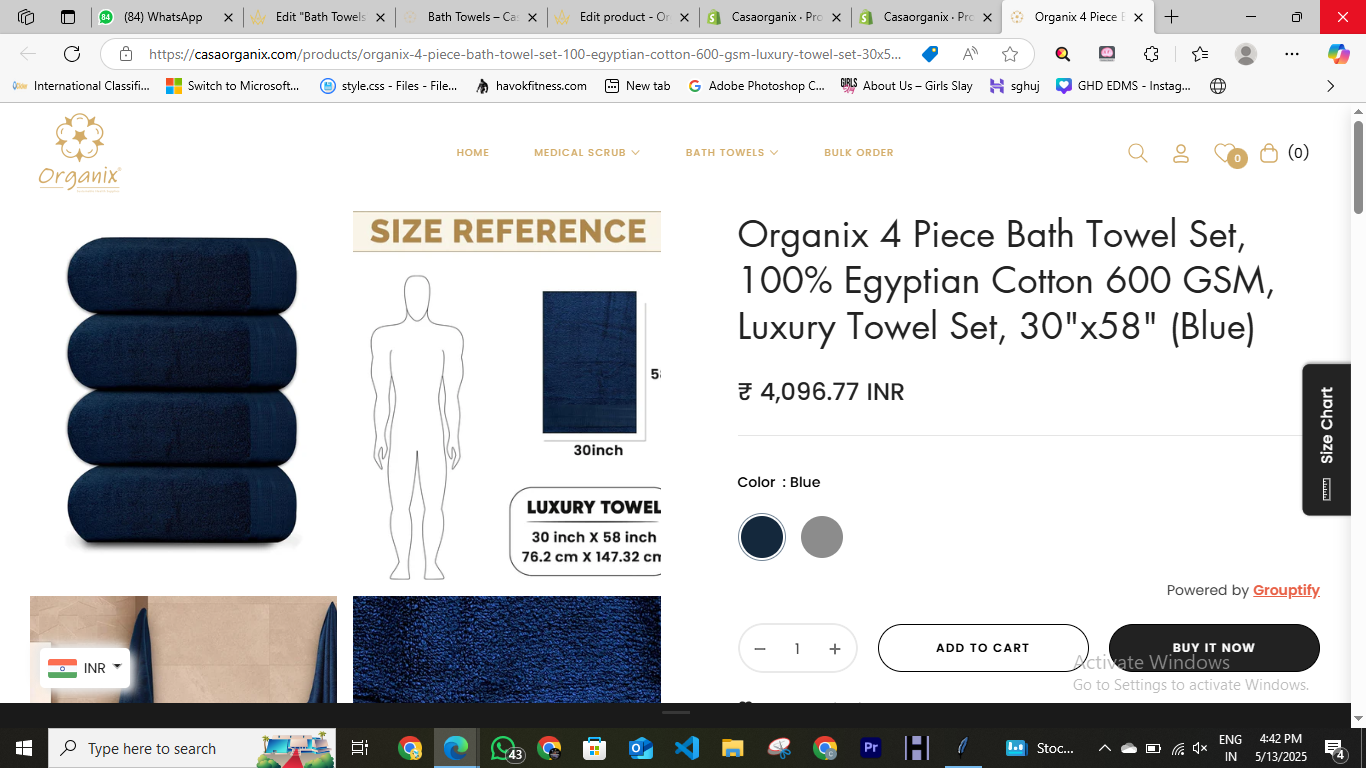 (84) WhatsApp
Edit "Bath Towels
Bath Towels – Ca
Edit product - Or
Casaorganix · Pro
Casaorganix · Pro
Organix 4 Piece
https://casaorganix.com/products/organix-4-piece-bath-towel-set-100-egyptian-cotton-600-gsm-luxury-towel-set-30x5...
International Classifi...
Switch to Microsoft...
style.css - Files - File...
havokfitness.com
New tab
Adobe Photoshop C...
GIRLS SLAY
About Us – Girls Slay
sghuj
GHD EDMS - Instag...
Organix
HOME
MEDICAL SCRUB
BATH TOWELS
BULK ORDER
0
(0)
SIZE REFERENCE
30inch
LUXURY TOWEL
30 inch X 58 inch
76.2 cm X 147.32 cm
Organix 4 Piece Bath Towel Set,
100% Egyptian Cotton 600 GSM,
Luxury Towel Set, 30"x58" (Blue)
₹ 4,096.77 INR
Color : Blue
Size Chart
Powered by Grouptify
1
ADD TO CART
BUY IT NOW
Activate Windows
Go to Settings to activate Windows.
INR
Type here to search
43
Pr
Stoc...
ENG
IN
4:42 PM
5/13/2025
4